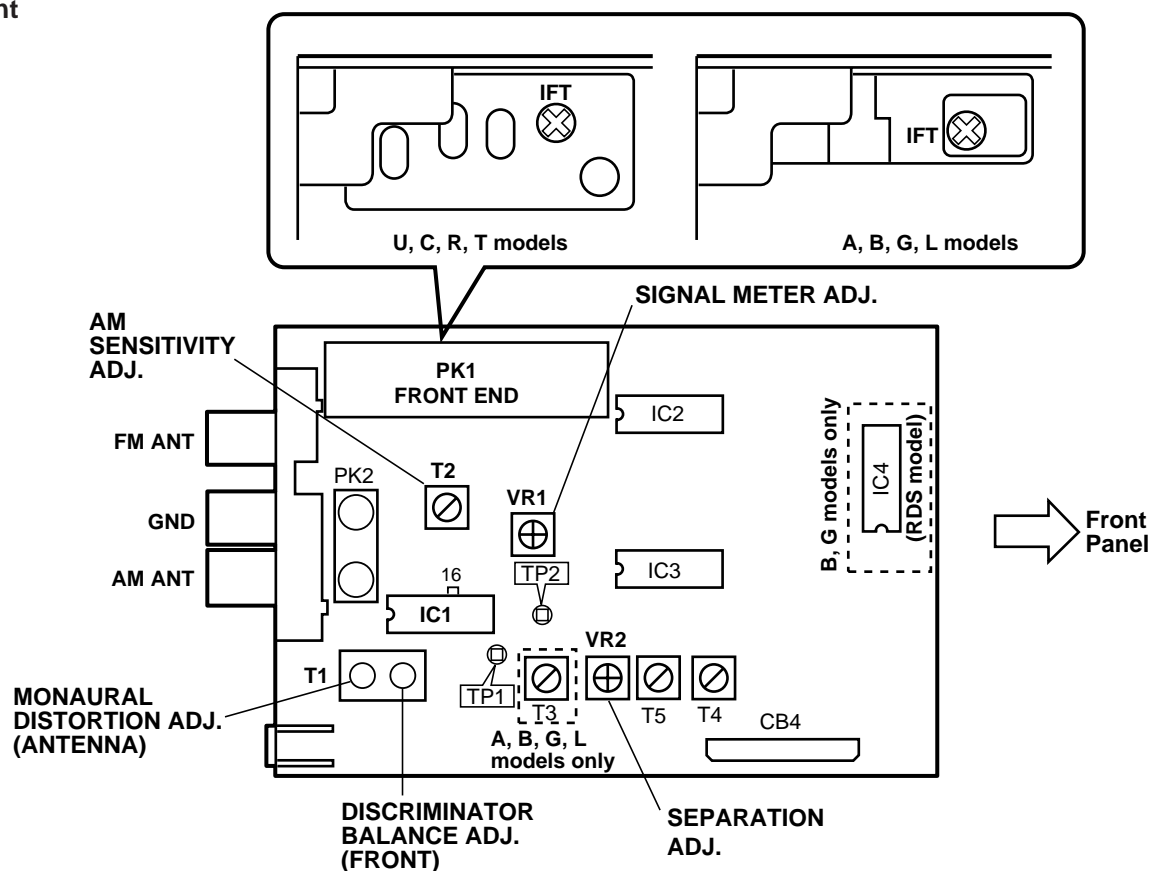 nt
IFT
IFT
U, C, R, T models
A, B, G, L models
SIGNAL METER ADJ.
AM
SENSITIVITY
ADJ.
PK1
FRONT END
IC2
B, G models only
IC4
(RDS model)
FM ANT
PK2
T2
VR1
GND
Front
Panel
AM ANT
16
TP2
IC3
IC1
VR2
T1
TP1
T3
T5
T4
MONAURAL
DISTORTION ADJ.
(ANTENNA)
A, B, G, L
models only
CB4
DISCRIMINATOR
BALANCE ADJ.
(FRONT)
SEPARATION
ADJ.